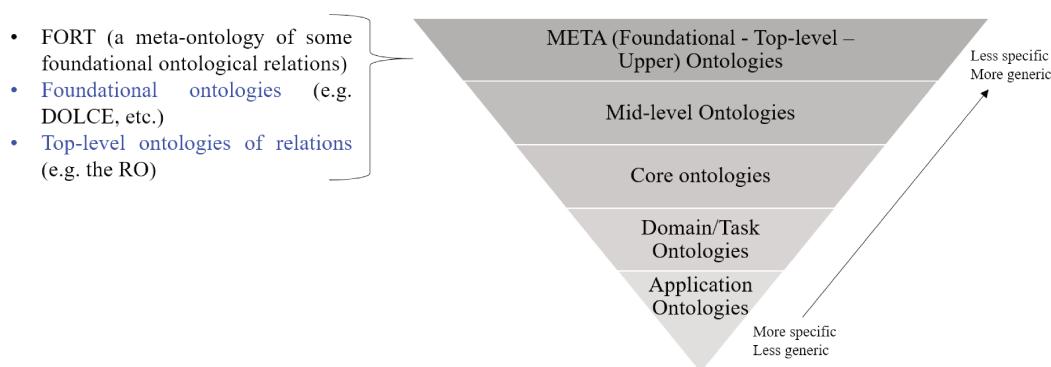 • FORT (a meta-ontology of some
foundational ontological relations)
• Foundational ontologies (e.g.
DOLCE, etc.)
• Top-level ontologies of relations
(e.g. the RO)
META (Foundational - Top-level –
Upper) Ontologies
Mid-level Ontologies
Core ontologies
Domain/Task
Ontologies
Application
Ontologies
Less specific
More generic
More specific
Less generic